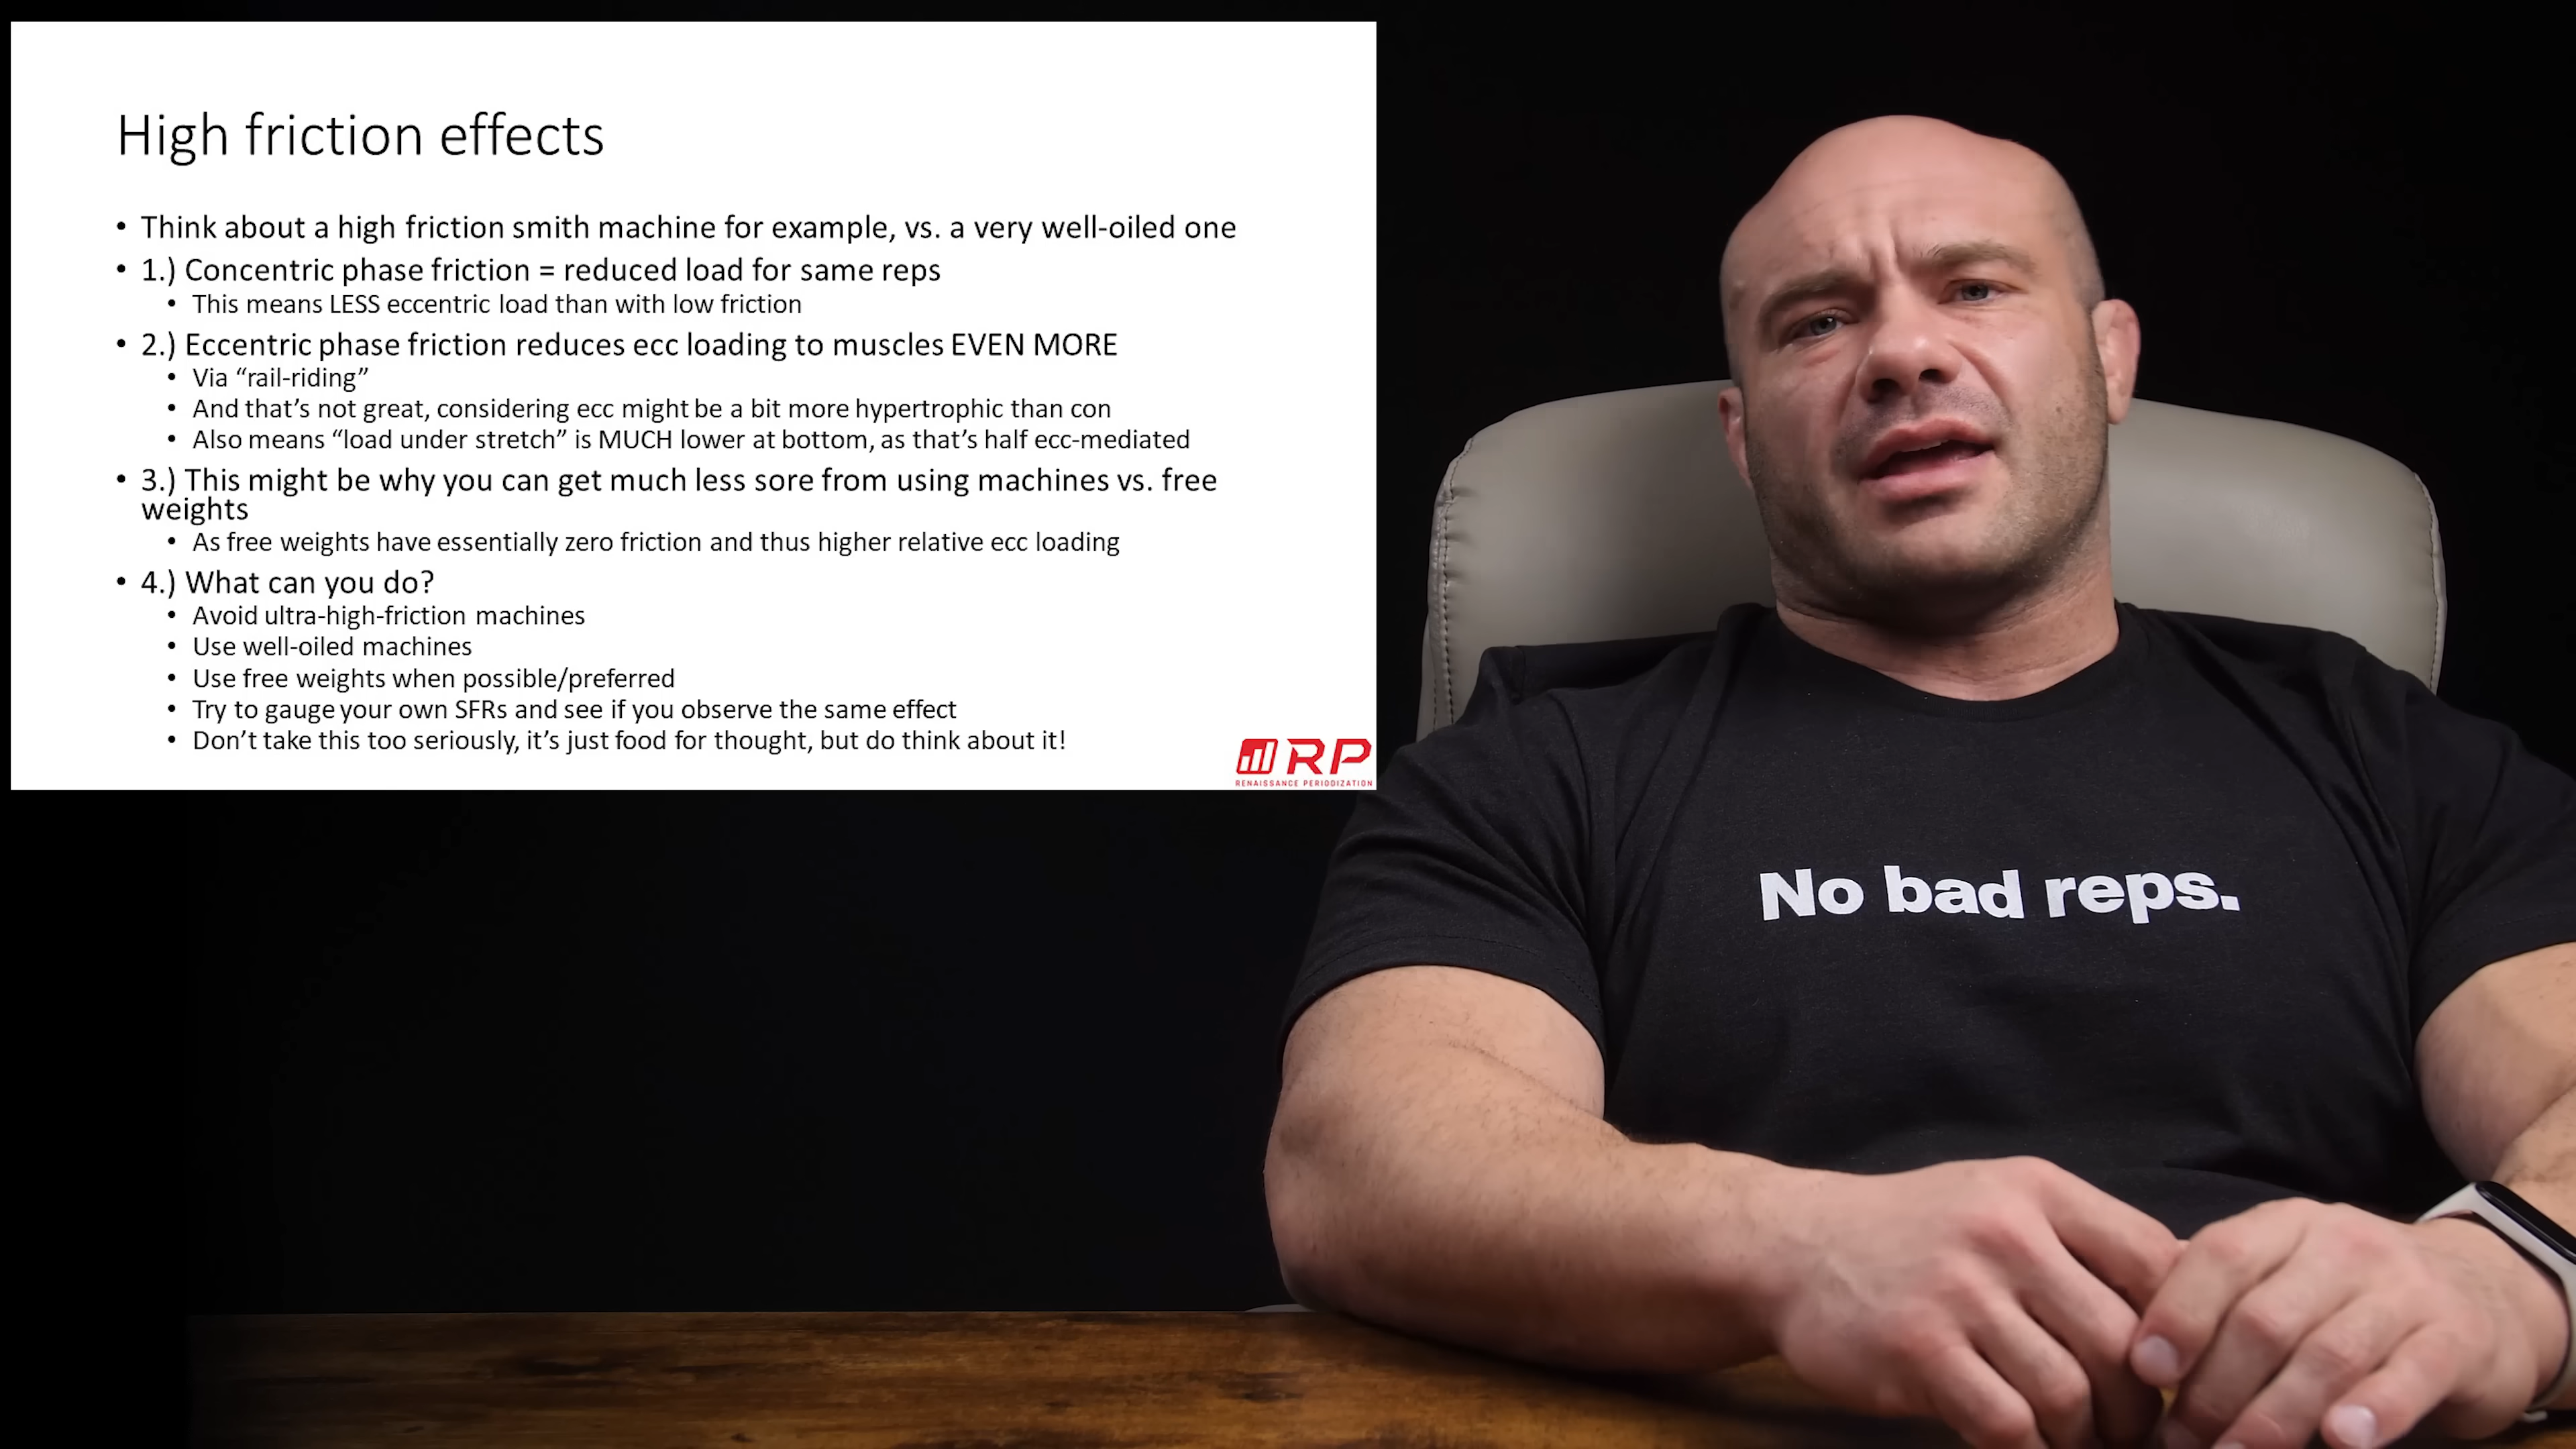 High friction effects
• Think about a high friction smith machine for example, vs. a very well-oiled one
• 1.) Concentric phase friction = reduced load for same reps
• This means LESS eccentric load than with low friction
• 2.) Eccentric phase friction reduces ecc loading to muscles EVEN MORE
• Via “rail-riding”
• And that’s not great, considering ecc might be a bit more hypertrophic than con
• Also means “load under stretch” is MUCH lower at bottom, as that’s half ecc-mediated
• 3.) This might be why you can get much less sore from using machines vs. free
weights
• As free weights have essentially zero friction and thus higher relative ecc loading
• 4.) What can you do?
• Avoid ultra-high-friction machines
• Use well-oiled machines
• Use free weights when possible/preferred
• Try to gauge your own SFRs and see if you observe the same effect
• Don’t take this too seriously, it’s just food for thought, but do think about it!
RP
RENAISSANCE PERIODIZATION
No bad reps.